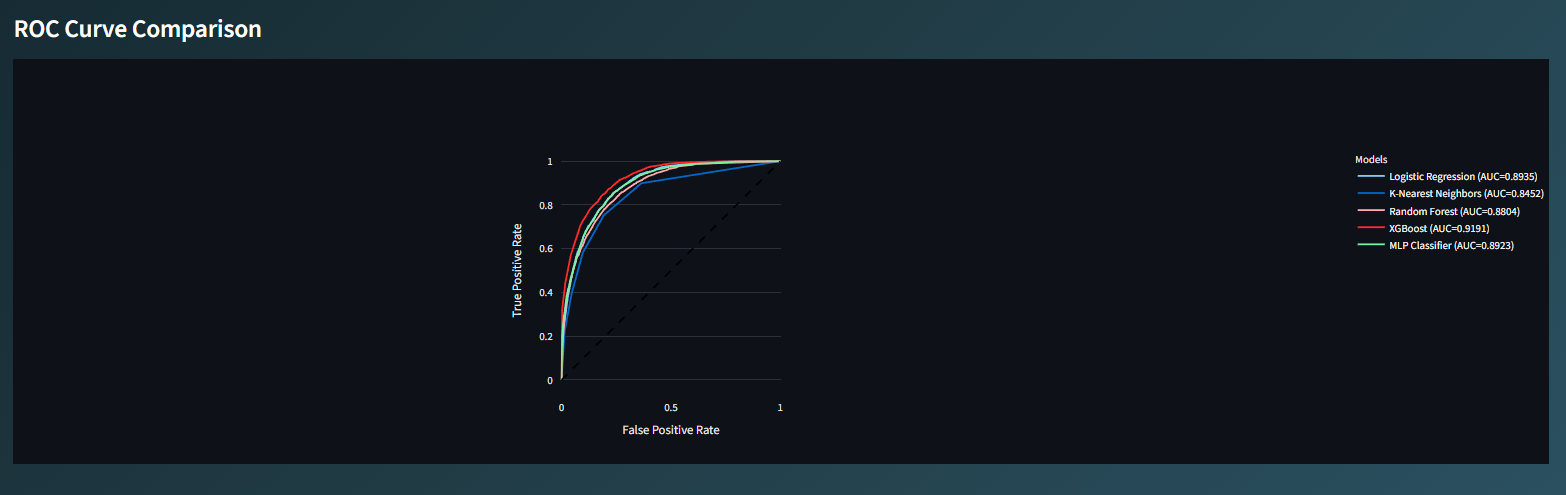 ROC Curve Comparison
1
0.8
0.6
0.4
0.2
0
True Positive Rate
0
0.5
1
False Positive Rate
Models
Logistic Regression (AUC=0.8935)
K-Nearest Neighbors (AUC=0.8452)
Random Forest (AUC=0.8804)
XGBoost (AUC=0.9191)
MLP Classifier (AUC=0.8923)